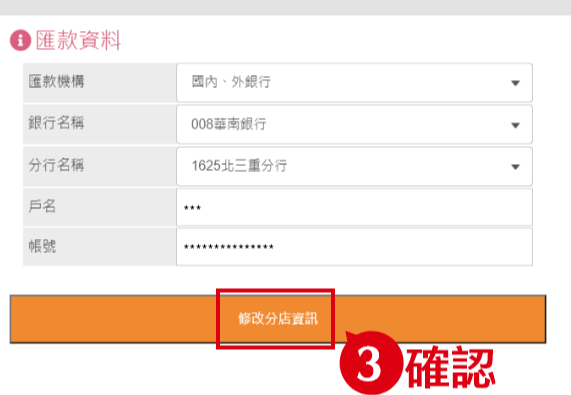 匯款資料
匯款機構 國內、外銀行
銀行名稱 008華南銀行
分行名稱 1625北三重分行
戶名 ***
帳號 ***************
修改分店資訊
3 確認